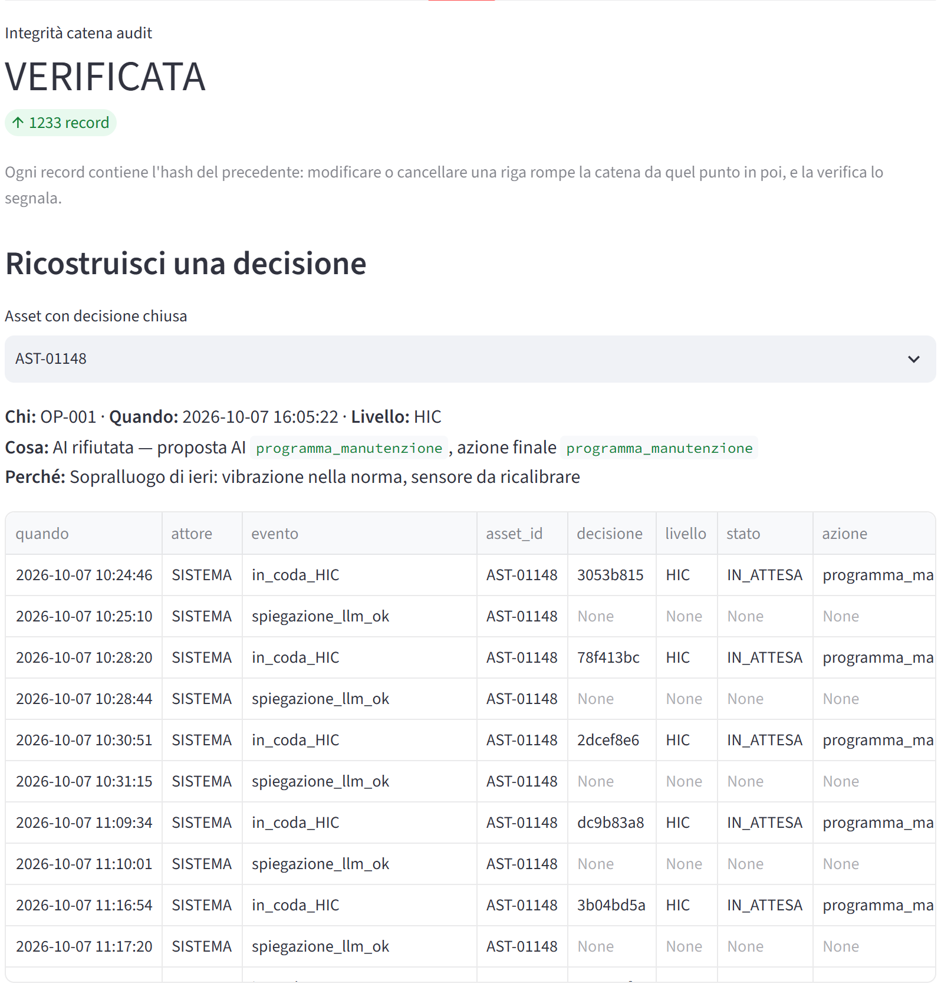 Integrità catena audit
VERIFICATA
↑ 1233 record
Ogni record contiene l'hash del precedente: modificare o cancellare una riga rompe la catena da quel punto in poi, e la verifica lo
segnala.
Ricostruisci una decisione
Asset con decisione chiusa
AST-01148
Chi: OP-001 · Quando: 2026-10-07 16:05:22 · Livello: HIC
Cosa: AI rifiutata — proposta AI programma_manutenzione, azione finale programma_manutenzione
Perché: Sopralluogo di ieri: vibrazione nella norma, sensore da ricalibrare
quando attore evento asset_id decisione livello stato azione
2026-10-07 10:24:46 SISTEMA in_coda_HIC AST-01148 3053b815 HIC IN_ATTESA programma_ma
2026-10-07 10:25:10 SISTEMA spiegazione_llm_ok AST-01148 None None None None
2026-10-07 10:28:20 SISTEMA in_coda_HIC AST-01148 78f413bc HIC IN_ATTESA programma_ma
2026-10-07 10:28:44 SISTEMA spiegazione_llm_ok AST-01148 None None None None
2026-10-07 10:30:51 SISTEMA in_coda_HIC AST-01148 2dcef8e6 HIC IN_ATTESA programma_ma
2026-10-07 10:31:15 SISTEMA spiegazione_llm_ok AST-01148 None None None None
2026-10-07 11:09:34 SISTEMA in_coda_HIC AST-01148 dc9b83a8 HIC IN_ATTESA programma_ma
2026-10-07 11:10:01 SISTEMA spiegazione_llm_ok AST-01148 None None None None
2026-10-07 11:16:54 SISTEMA in_coda_HIC AST-01148 3b04bd5a HIC IN_ATTESA programma_ma
2026-10-07 11:17:20 SISTEMA spiegazione_llm_ok AST-01148 None None None None